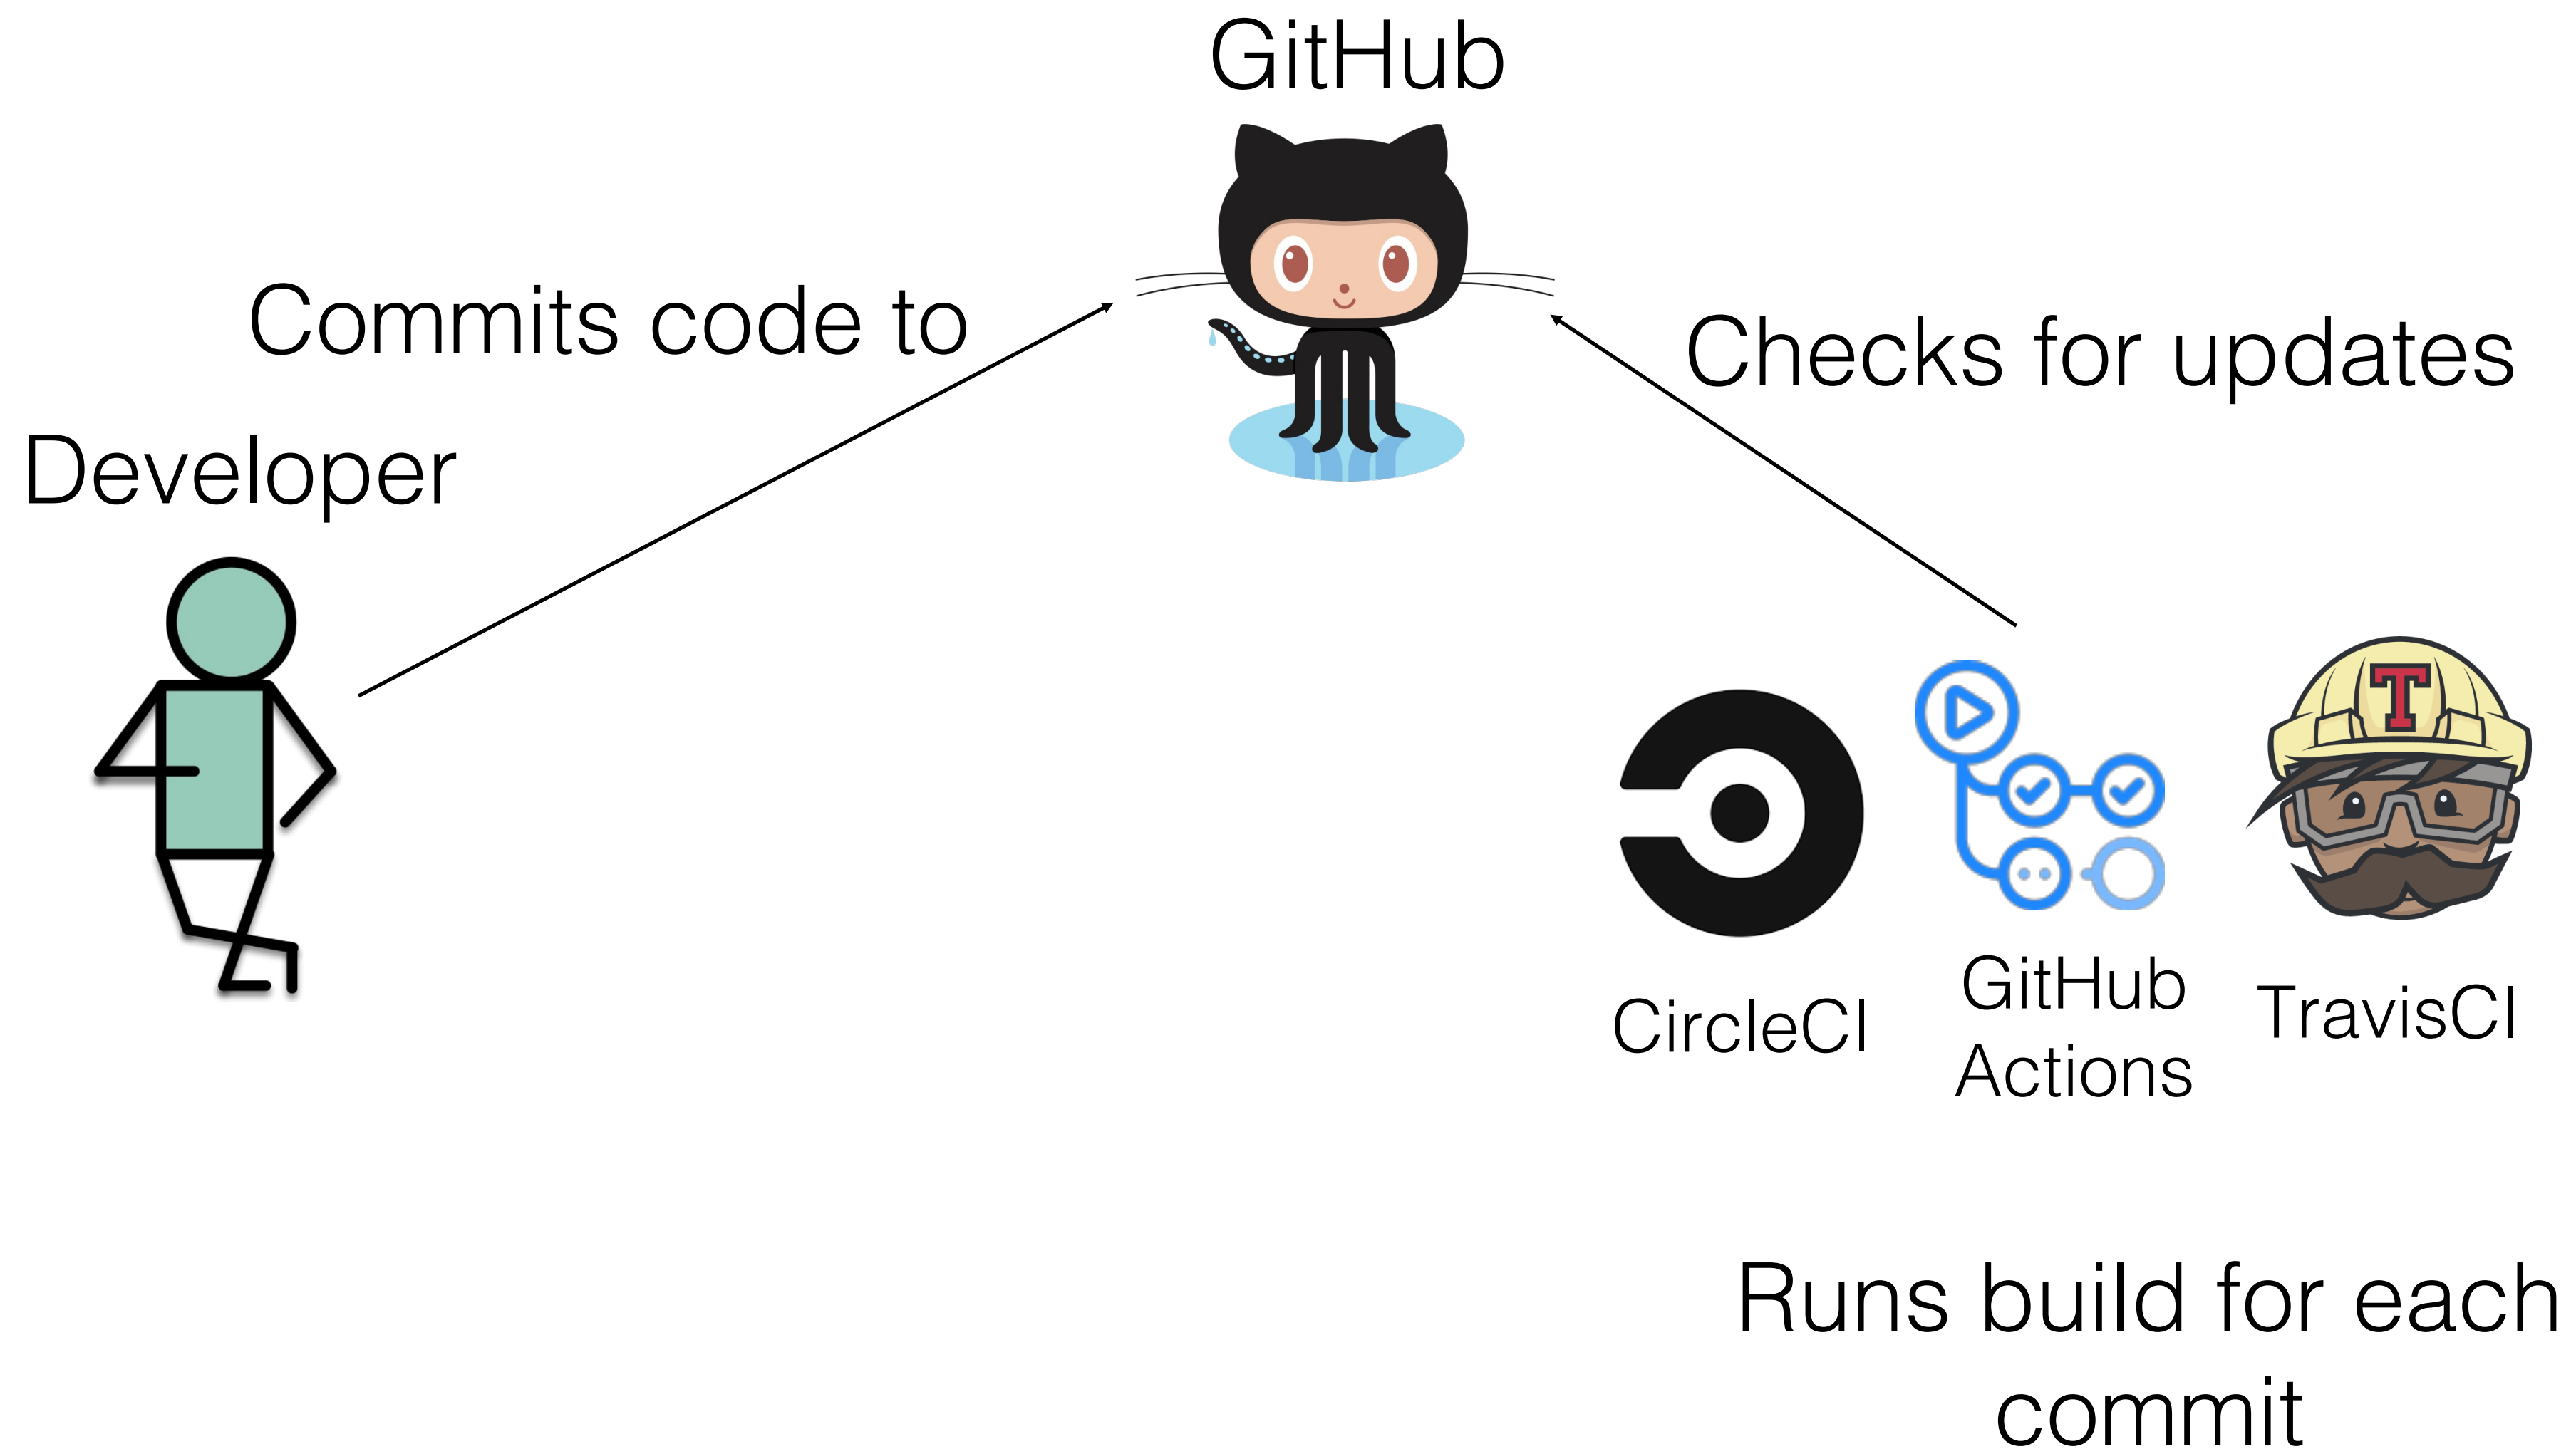 GitHub
Commits code to
Checks for updates
Developer
T
CircleCI
GitHub
Actions
TravisCI
Runs build for each
commit